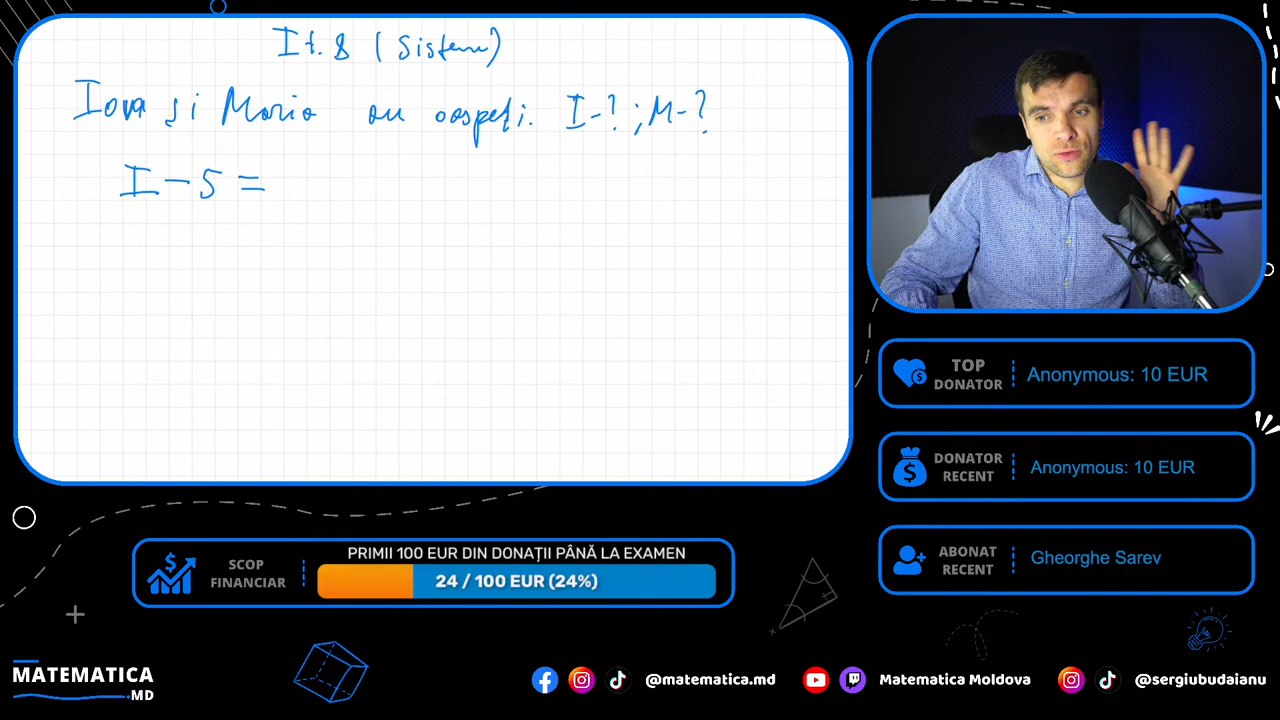 It. 8 (Sistem)
Iova și Maria au oaspeți. I-? ; M-?
I - 5 =
TOP DONATOR
Anonymous: 10 EUR
DONATOR RECENT
Anonymous: 10 EUR
ABONAT RECENT
Gheorghe Sarev
SCOP FINANCIAR
PRIMII 100 EUR DIN DONAȚII PÂNĂ LA EXAMEN
24 / 100 EUR (24%)
MATEMATICA
.MD
@matematica.md
Matematica Moldova
@sergiubudaianu